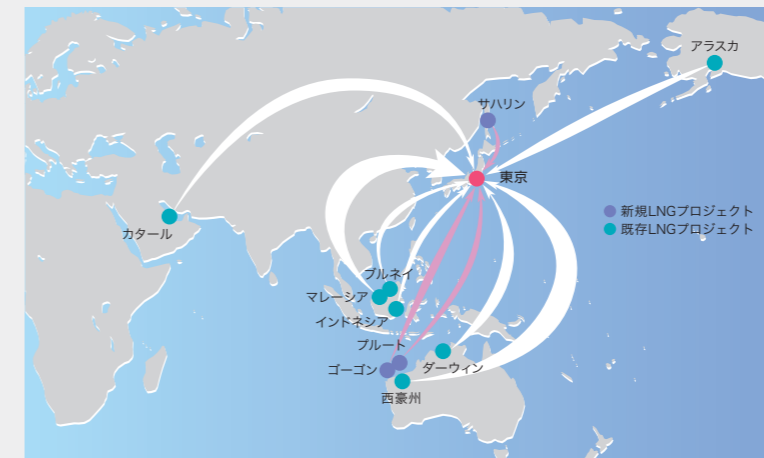 アラスカ
サハリン
東京
新規LNGプロジェクト
既存LNGプロジェクト
カタール
ブルネイ
マレーシア
インドネシア
プルート
ゴーゴン
ダーウィン
西豪州